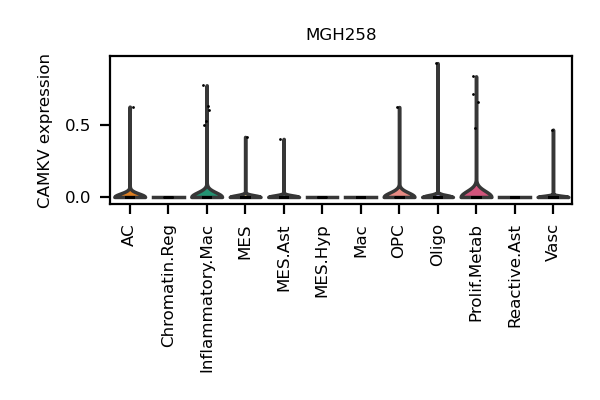 MGH258
CAMKV expression
0.5
0.0
AC
Chromatin.Reg
Inflammatory.Mac
MES
MES.Ast
MES.Hyp
Mac
OPC
Oligo
Prolif.Metab
Reactive.Ast
Vasc